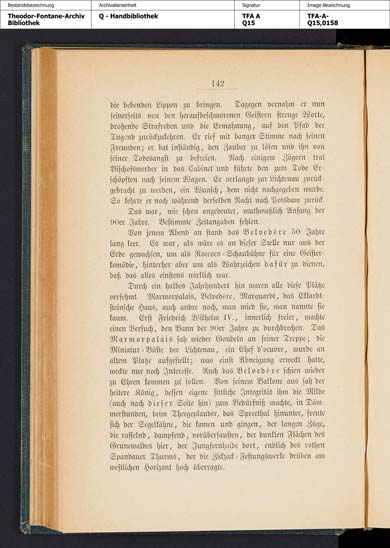 Bestandsbezeichnung
Archivalieneinheit
Signatur
Image-Bezeichnung
Theodor-Fontane-Archiv
Bibliothek
Q - Handbibliothek
TFA A
Q15
TFA-A-
Q15,0158
142
die bebenden Lippen zu bringen. Dagegen vernahm er nun
seinerseits von den heraufbeschworenen Geistern strenge Worte,
drohende Strafreden und die Ermahnung, auf den Pfad der
Tugend zurückzukehren. Er rief mit banger Stimme nach seinen
Freunden; er bat inständig, den Zauber zu lösen und ihn von
seiner Todesangst zu befreien. Nach einigem Zögern trat
Bischofswerder in das Cabinet und führte den zum Tode Er-
schöpften nach seinem Wagen. Er verlangte zur Lichtenau zurück-
gebracht zu werden, ein Wunsch, dem nicht nachgegeben wurde.
So kehrte er noch während derselben Nacht nach Potsdam zurück.
Das war, wie schon angedeutet, muthmaßlich Anfang der
90er Jahre. Bestimmte Zeitangaben fehlen.
Von jenem Abend an stand das Belvedère 50 Jahre
lang leer. Es war, als wäre es an dieser Stelle nur aus der
Erde gewachsen, um als Roccoco-Schaubühne für eine Geister-
komödie, hinterher aber um als Wahrzeichen dafür zu dienen,
daß das alles einstens wirklich war.
Durch ein halbes Jahrhundert hin waren alle diese Plätze
verfehmt. Marmorpalais, Belvedère, Marquardt, das Eckardt-
steinsche Haus, auch andre noch, man mied sie, man nannte sie
kaum. Erst Friedrich Wilhelm IV., innerlich freier, machte
einen Versuch, den Bann der 90er Jahre zu durchbrechen. Das
Marmorpalais sah wieder Gondeln an seiner Treppe; die
Miniatur-Büste der Lichtenau, ein Chef d'oeuvre, wurde an
altem Platze aufgestellt; was einst Abneigung erweckt hatte,
weckte nur noch Interesse. Auch das Belvedère schien wieder
zu Ehren kommen zu sollen. Von seinem Balkone aus sah der
heitere König, dessen eigene sittliche Integrität ihm die Milde
(auch nach dieser Seite hin) zum Bedürfniß machte, in Däm-
merstunden, beim Theegeplauder, das Spreethal hinunter, freute
sich der Segelkähne, die kamen und gingen, der langen Züge,
die rasselnd, dampfend, vorüberjausten, der dunklen Flächen des
Grunewaldes hier, der Jungfernhaide dort, endlich des rothen
Spandauer Thurms, der die Zickzack-Festungswerke drüben am
westlichen Horizont hoch überragte.